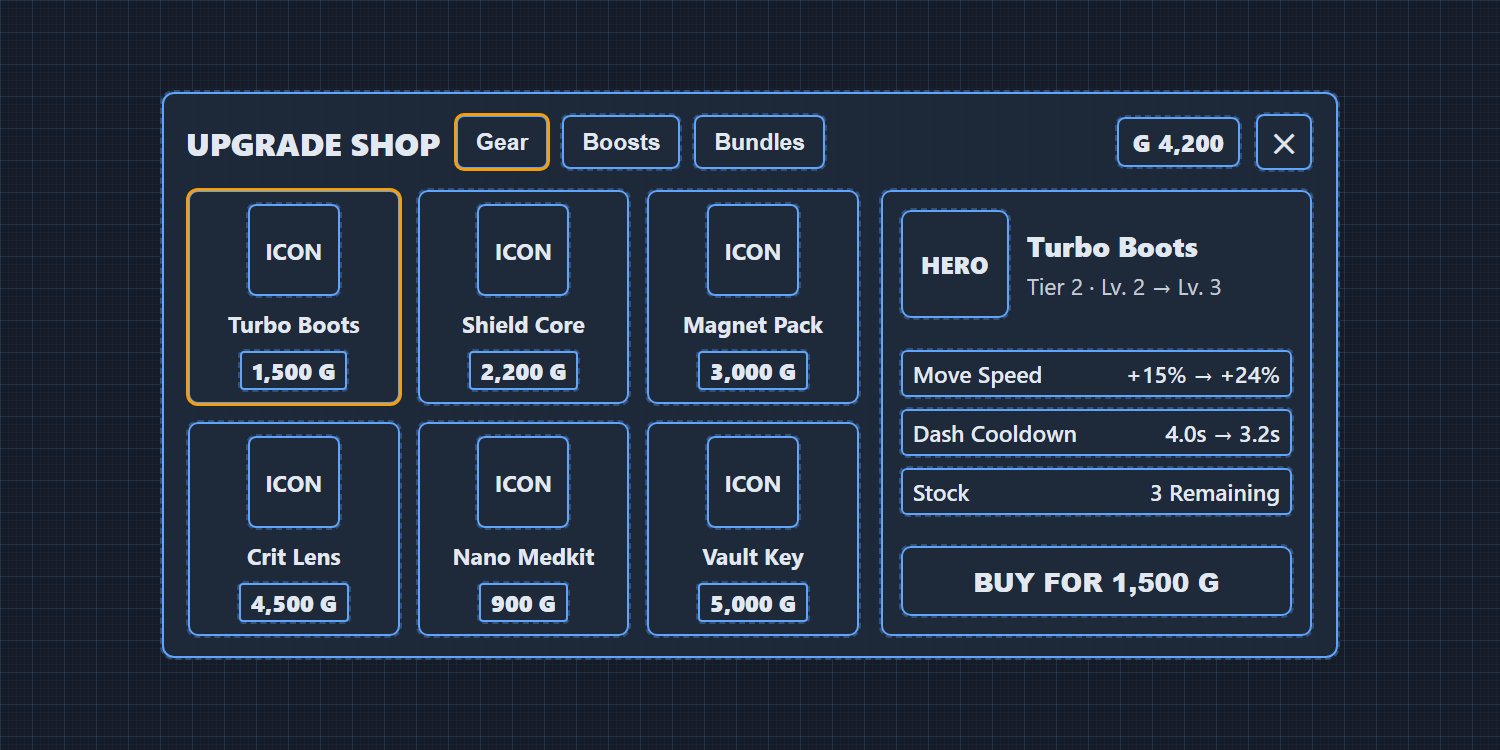 UPGRADE SHOP
Gear
Boosts
Bundles
G 4,200
×
ICON
Turbo Boots
1,500 G
ICON
Shield Core
2,200 G
ICON
Magnet Pack
3,000 G
ICON
Crit Lens
4,500 G
ICON
Nano Medkit
900 G
ICON
Vault Key
5,000 G
HERO
Turbo Boots
Tier 2 · Lv. 2 → Lv. 3
Move Speed +15% → +24%
Dash Cooldown 4.0s → 3.2s
Stock 3 Remaining
BUY FOR 1,500 G